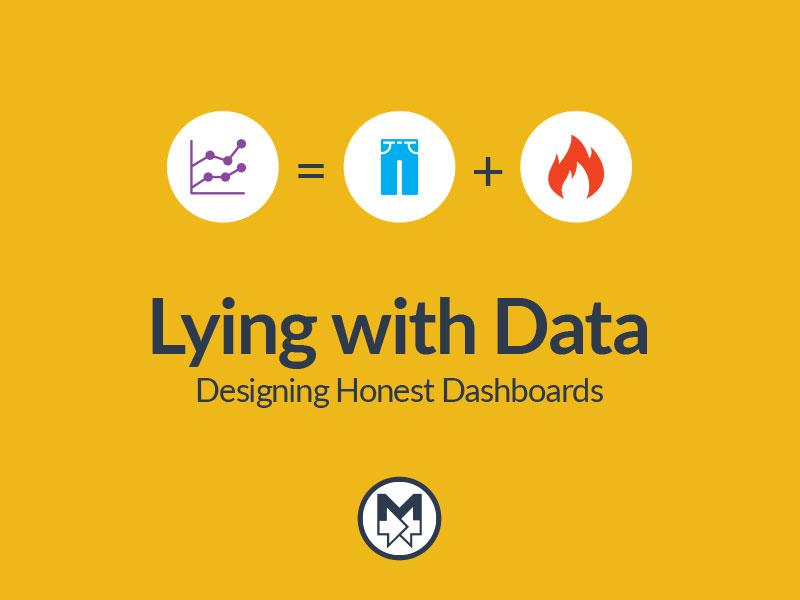 = +
Lying with Data
Designing Honest Dashboards
M